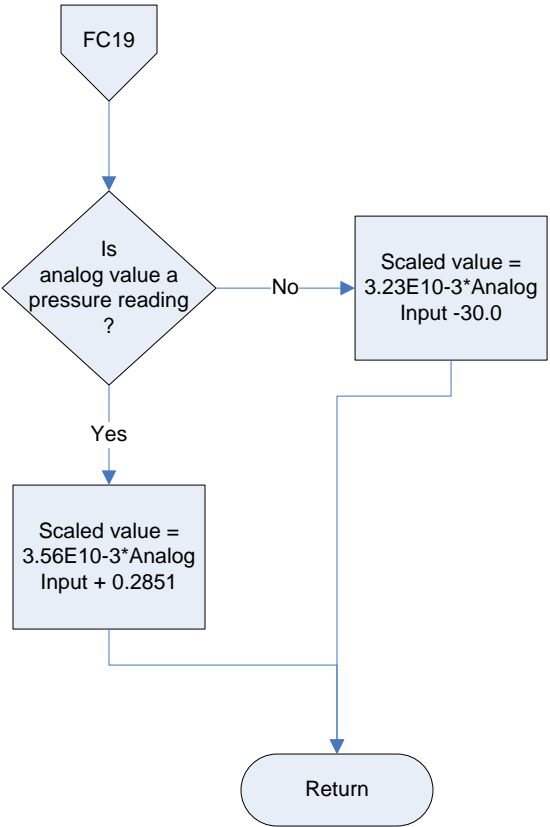 FC19
Is
analog value a
pressure reading
?
No
Scaled value =
3.23E10-3*Analog
Input -30.0
Yes
Scaled value =
3.56E10-3*Analog
Input + 0.2851
Return